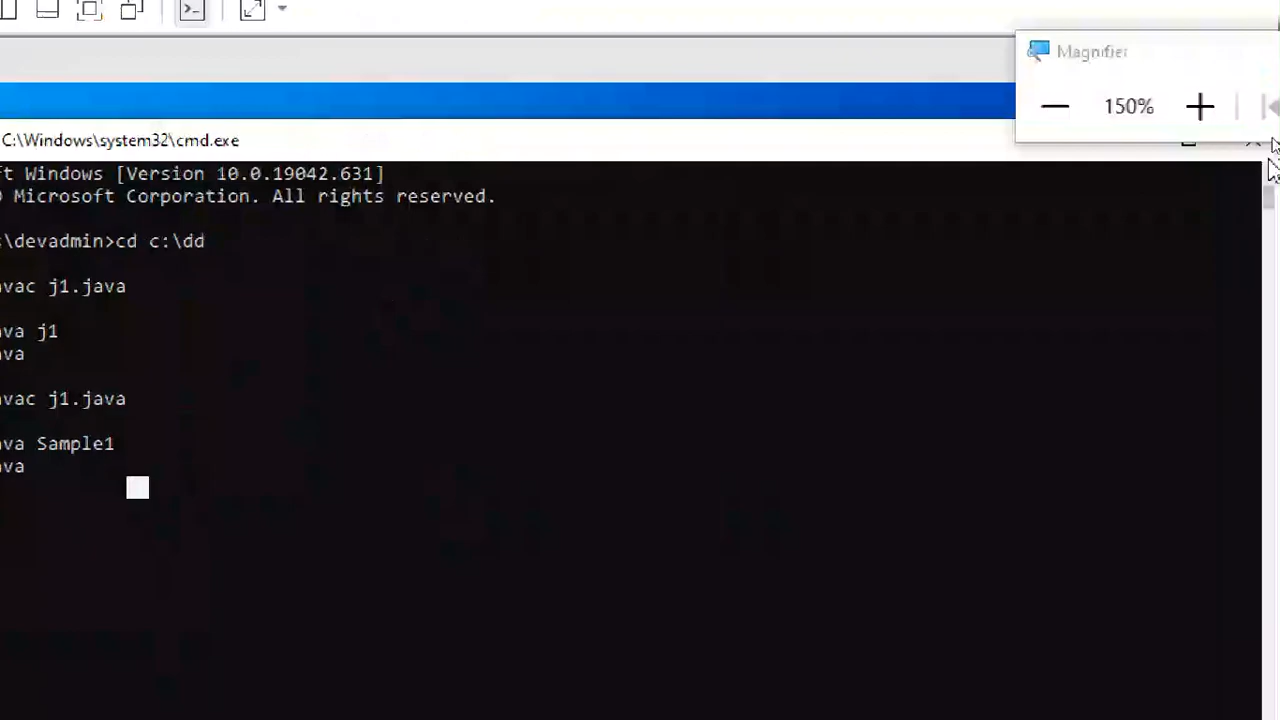 Magnifier
150%
C:\Windows\system32\cmd.exe
ft Windows [Version 10.0.19042.631]
Microsoft Corporation. All rights reserved.
\devadmin>cd c:\dd
vac j1.java
va j1
va
vac j1.java
va Sample1
va